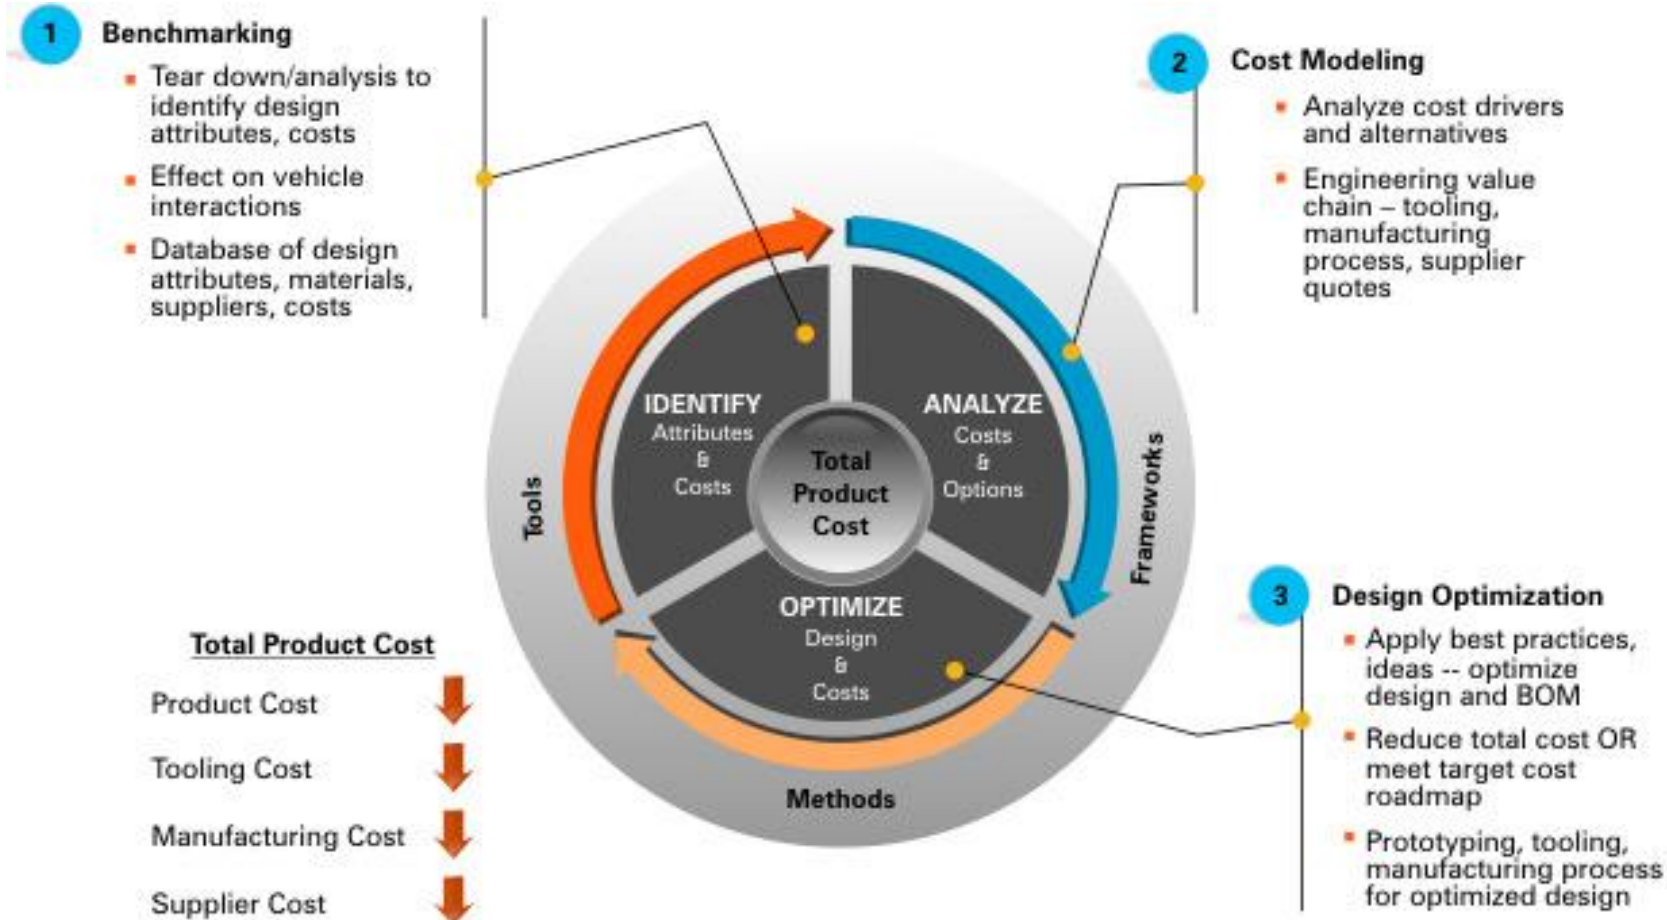 1
Benchmarking
Tear down/analysis to
identify design
attributes, costs
Effect on vehicle
interactions
Database of design
attributes, materials,
suppliers, costs
2
Cost Modeling
Analyze cost drivers
and alternatives
Engineering value
chain – tooling,
manufacturing
process, supplier
quotes
IDENTIFY
Attributes
&
Costs
ANALYZE
Costs
&
Options
Total
Product
Cost
OPTIMIZE
Design
&
Costs
Tools
Frameworks
Methods
3
Design Optimization
Apply best practices,
ideas -- optimize
design and BOM
Reduce total cost OR
meet target cost
roadmap
Prototyping, tooling,
manufacturing process
for optimized design
Total Product Cost
Product Cost
Tooling Cost
Manufacturing Cost
Supplier Cost